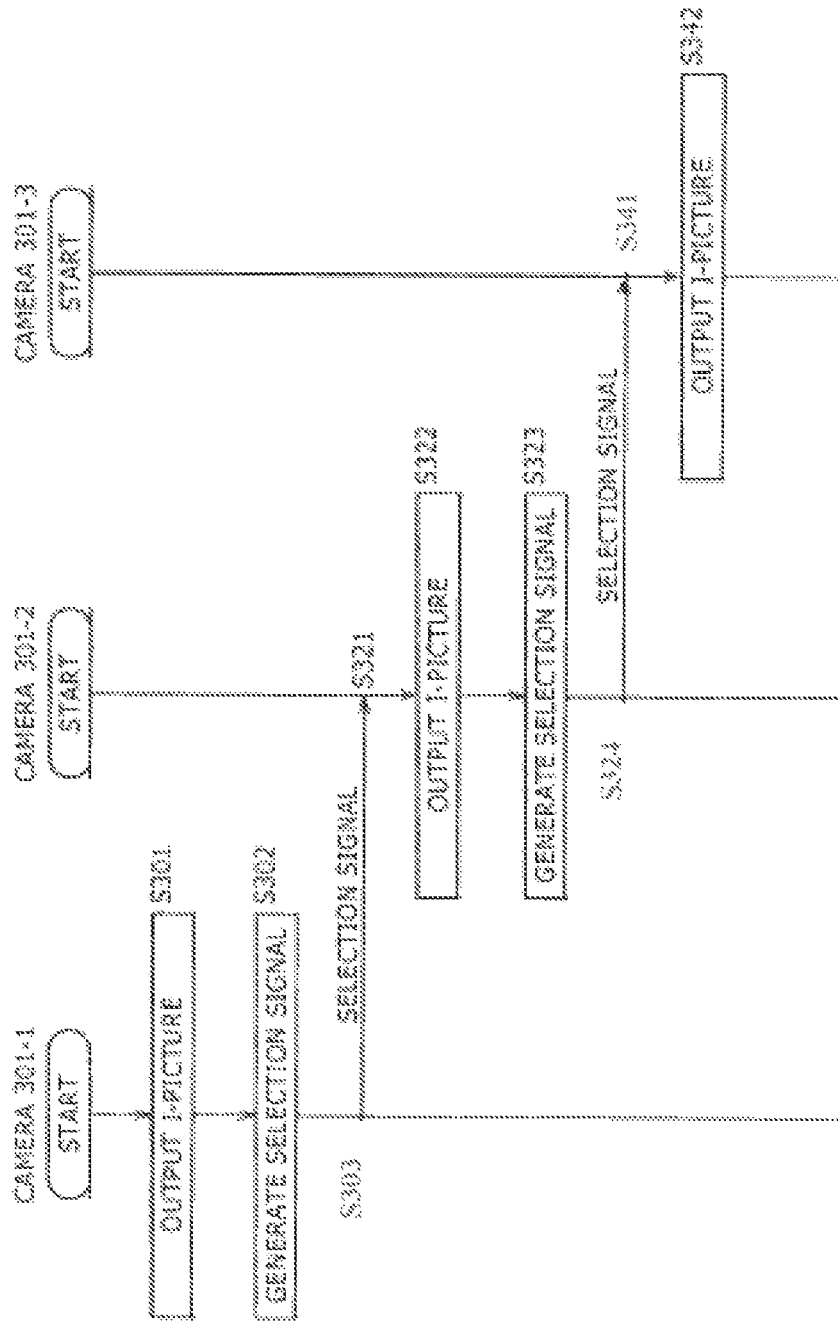 CAMERA 301-1
START
OUTPUT I-PICTURE
S301
GENERATE SELECTION SIGNAL
S302
S303
SELECTION SIGNAL
CAMERA 301-2
START
S321
OUTPUT I-PICTURE
S322
GENERATE SELECTION SIGNAL
S323
S324
SELECTION SIGNAL
CAMERA 301-3
START
S341
OUTPUT I-PICTURE
S342